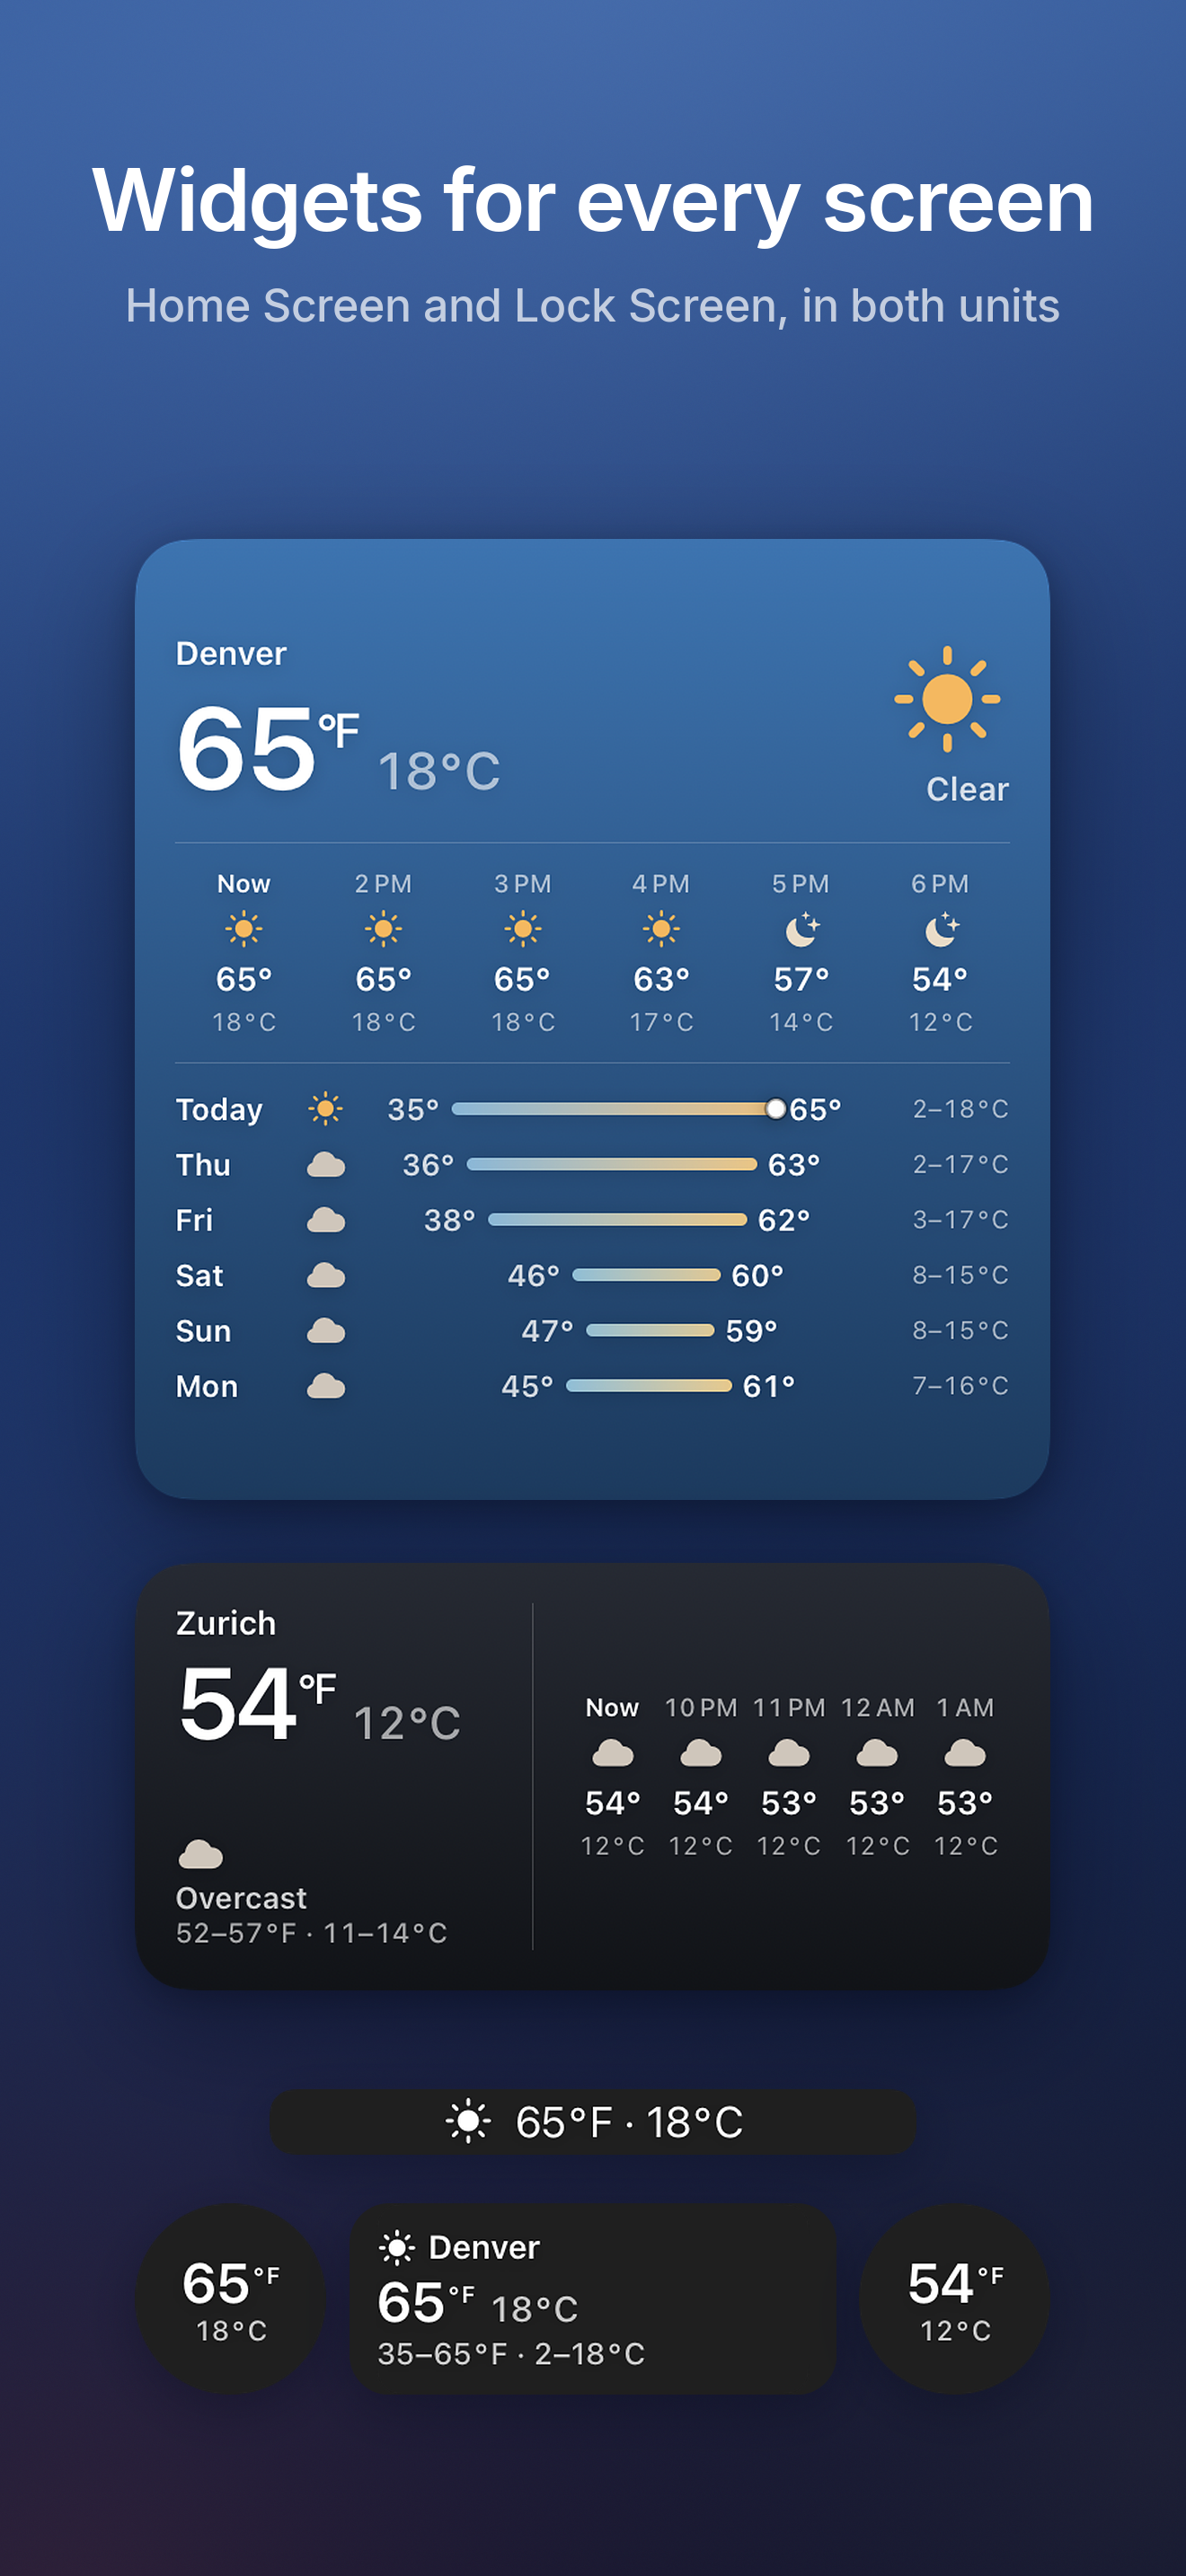 Widgets for every screen
Home Screen and Lock Screen, in both units
Denver
65°F 18°C
Clear
Now 2 PM 3 PM 4 PM 5 PM 6 PM
65° 65° 65° 63° 57° 54°
18°C 18°C 18°C 17°C 14°C 12°C
Today 35° 65° 2–18°C
Thu 36° 63° 2–17°C
Fri 38° 62° 3–17°C
Sat 46° 60° 8–15°C
Sun 47° 59° 8–15°C
Mon 45° 61° 7–16°C
Zurich
54°F 12°C
Overcast
52–57°F · 11–14°C
Now 10 PM 11 PM 12 AM 1 AM
54° 54° 53° 53° 53°
12°C 12°C 12°C 12°C 12°C
65°F · 18°C
65°F
18°C
Denver
65°F 18°C
35–65°F · 2–18°C
54°F
12°C